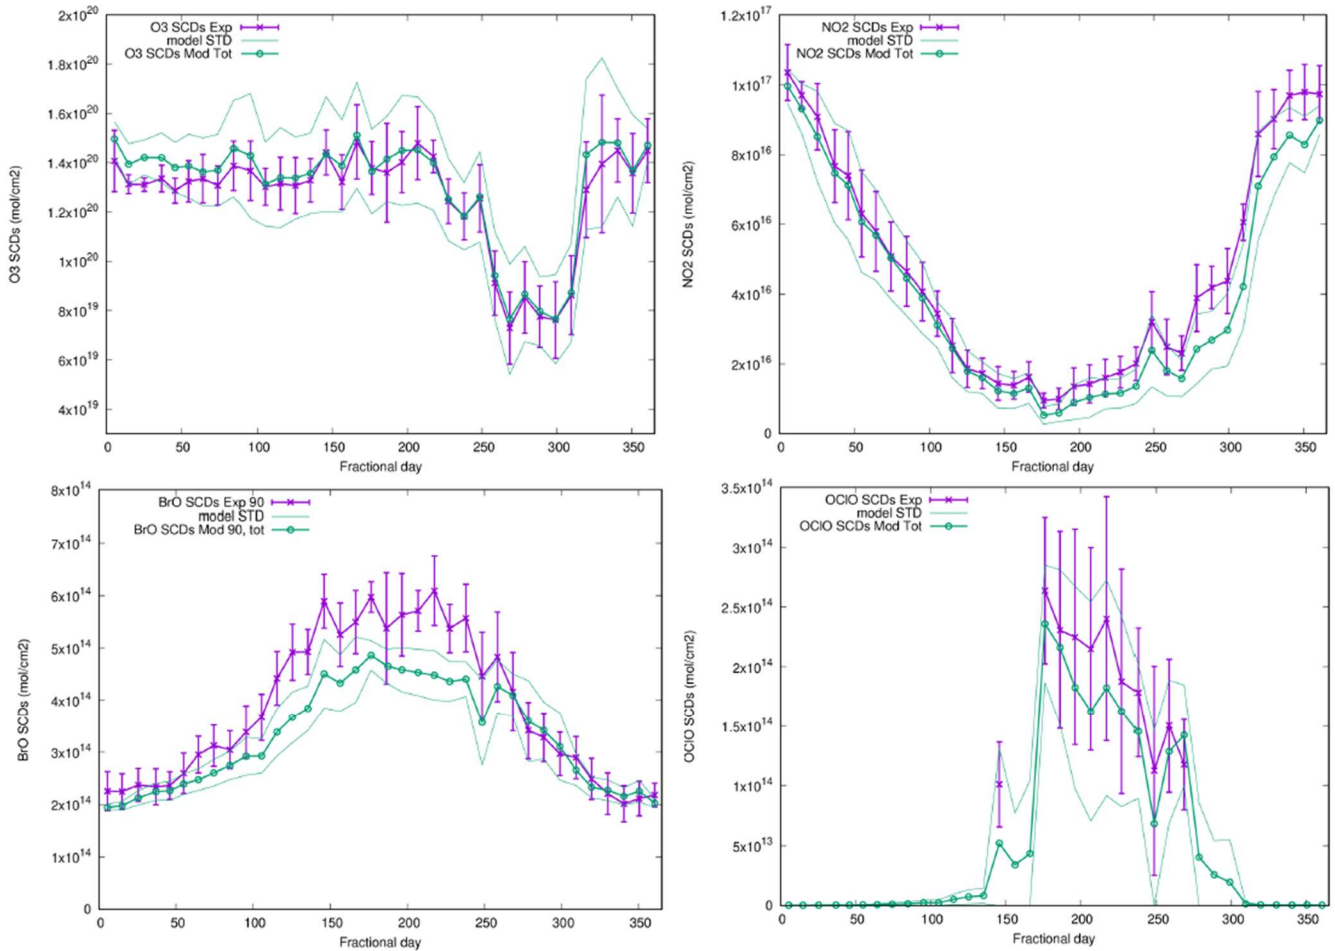 O3 SCDs Exp
model STD
O3 SCDs Mod Tot
2x10^20
1.8x10^20
1.6x10^20
1.4x10^20
1.2x10^20
1x10^20
8x10^19
6x10^19
4x10^19
O3 SCDs (mol/cm2)
0 50 100 150 200 250 300 350
Fractional day
NO2 SCDs Exp
model STD
NO2 SCDs Mod Tot
1.2x10^17
1x10^17
8x10^16
6x10^16
4x10^16
2x10^16
0
NO2 SCDs (mol/cm2)
0 50 100 150 200 250 300 350
Fractional day
BrO SCDs Exp 90
model STD
BrO SCDs Mod 90, tot
8x10^14
7x10^14
6x10^14
5x10^14
4x10^14
3x10^14
2x10^14
1x10^14
0
BrO SCDs (mol/cm2)
0 50 100 150 200 250 300 350
Fractional day
OClO SCDs Exp
model STD
OClO SCDs Mod Tot
3.5x10^14
3x10^14
2.5x10^14
2x10^14
1.5x10^14
1x10^14
5x10^13
0
OClO SCDs (mol/cm2)
0 50 100 150 200 250 300 350
Fractional day